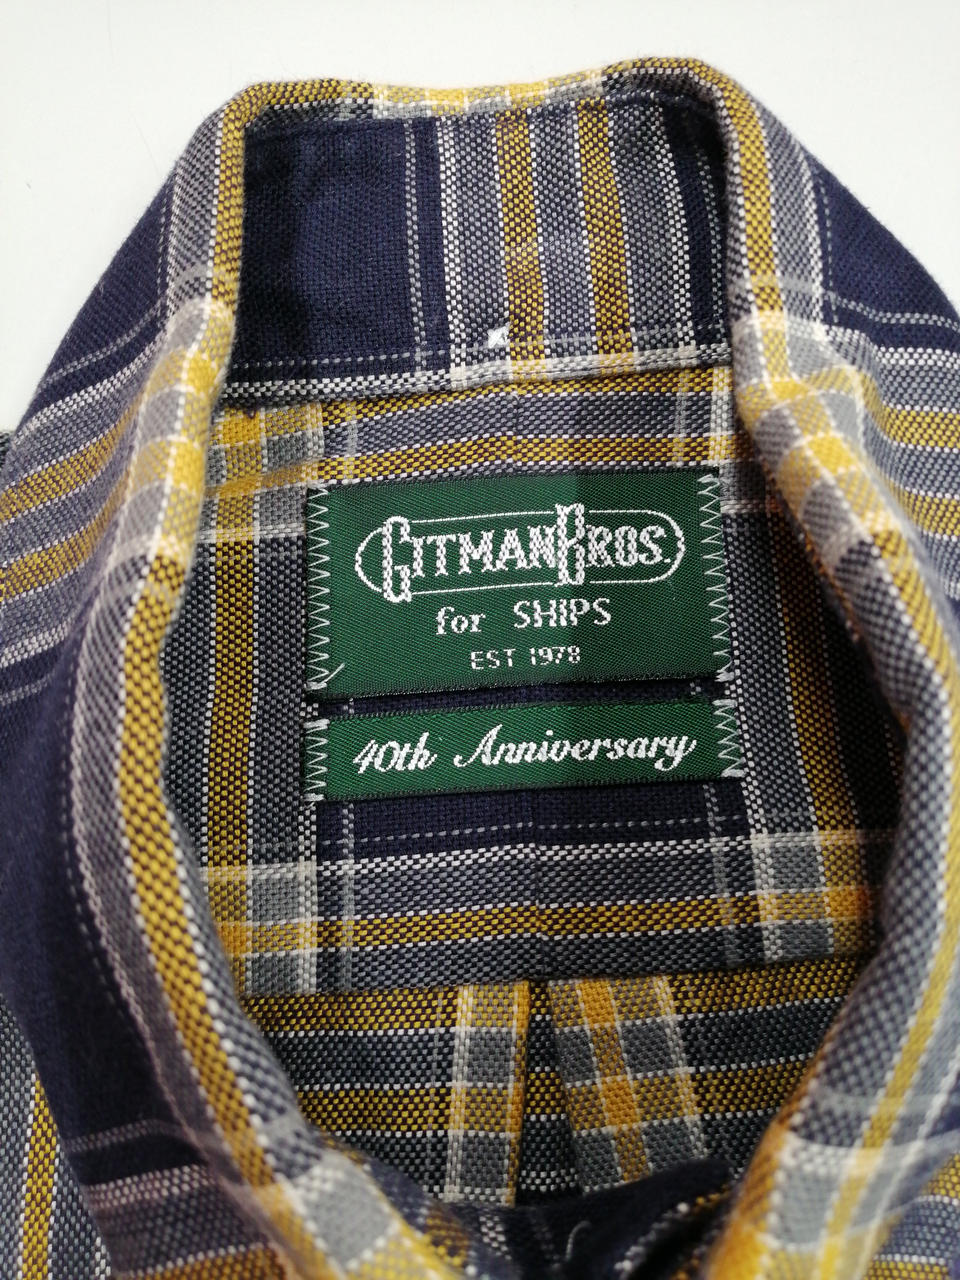 GITMAN BROS.
for SHIPS
EST 1978
40th Anniversary